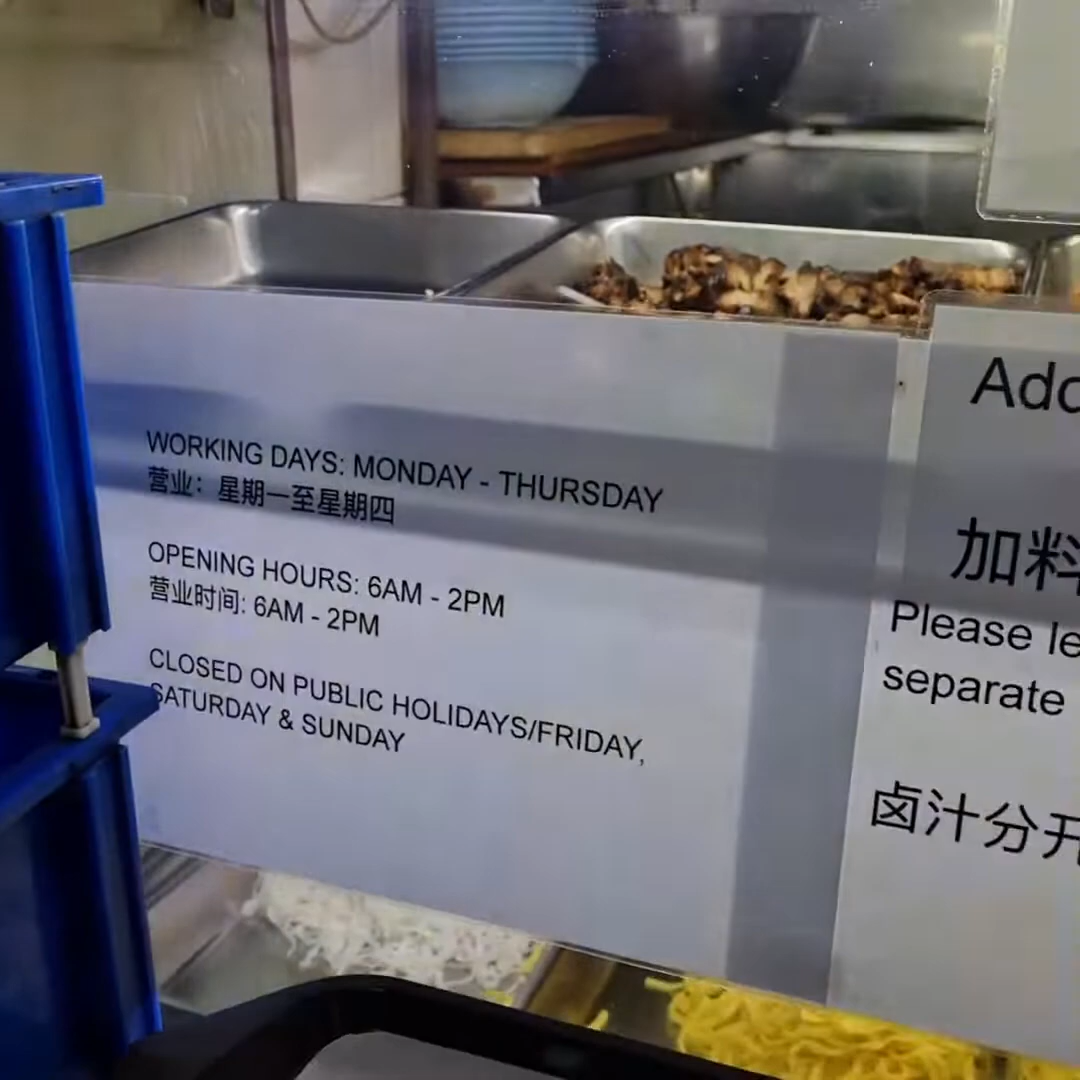 WORKING DAYS: MONDAY - THURSDAY
营业：星期一至星期四
OPENING HOURS: 6AM - 2PM
营业时间: 6AM - 2PM
CLOSED ON PUBLIC HOLIDAYS/FRIDAY,
SATURDAY & SUNDAY
加料
Please
separate
卤汁分开